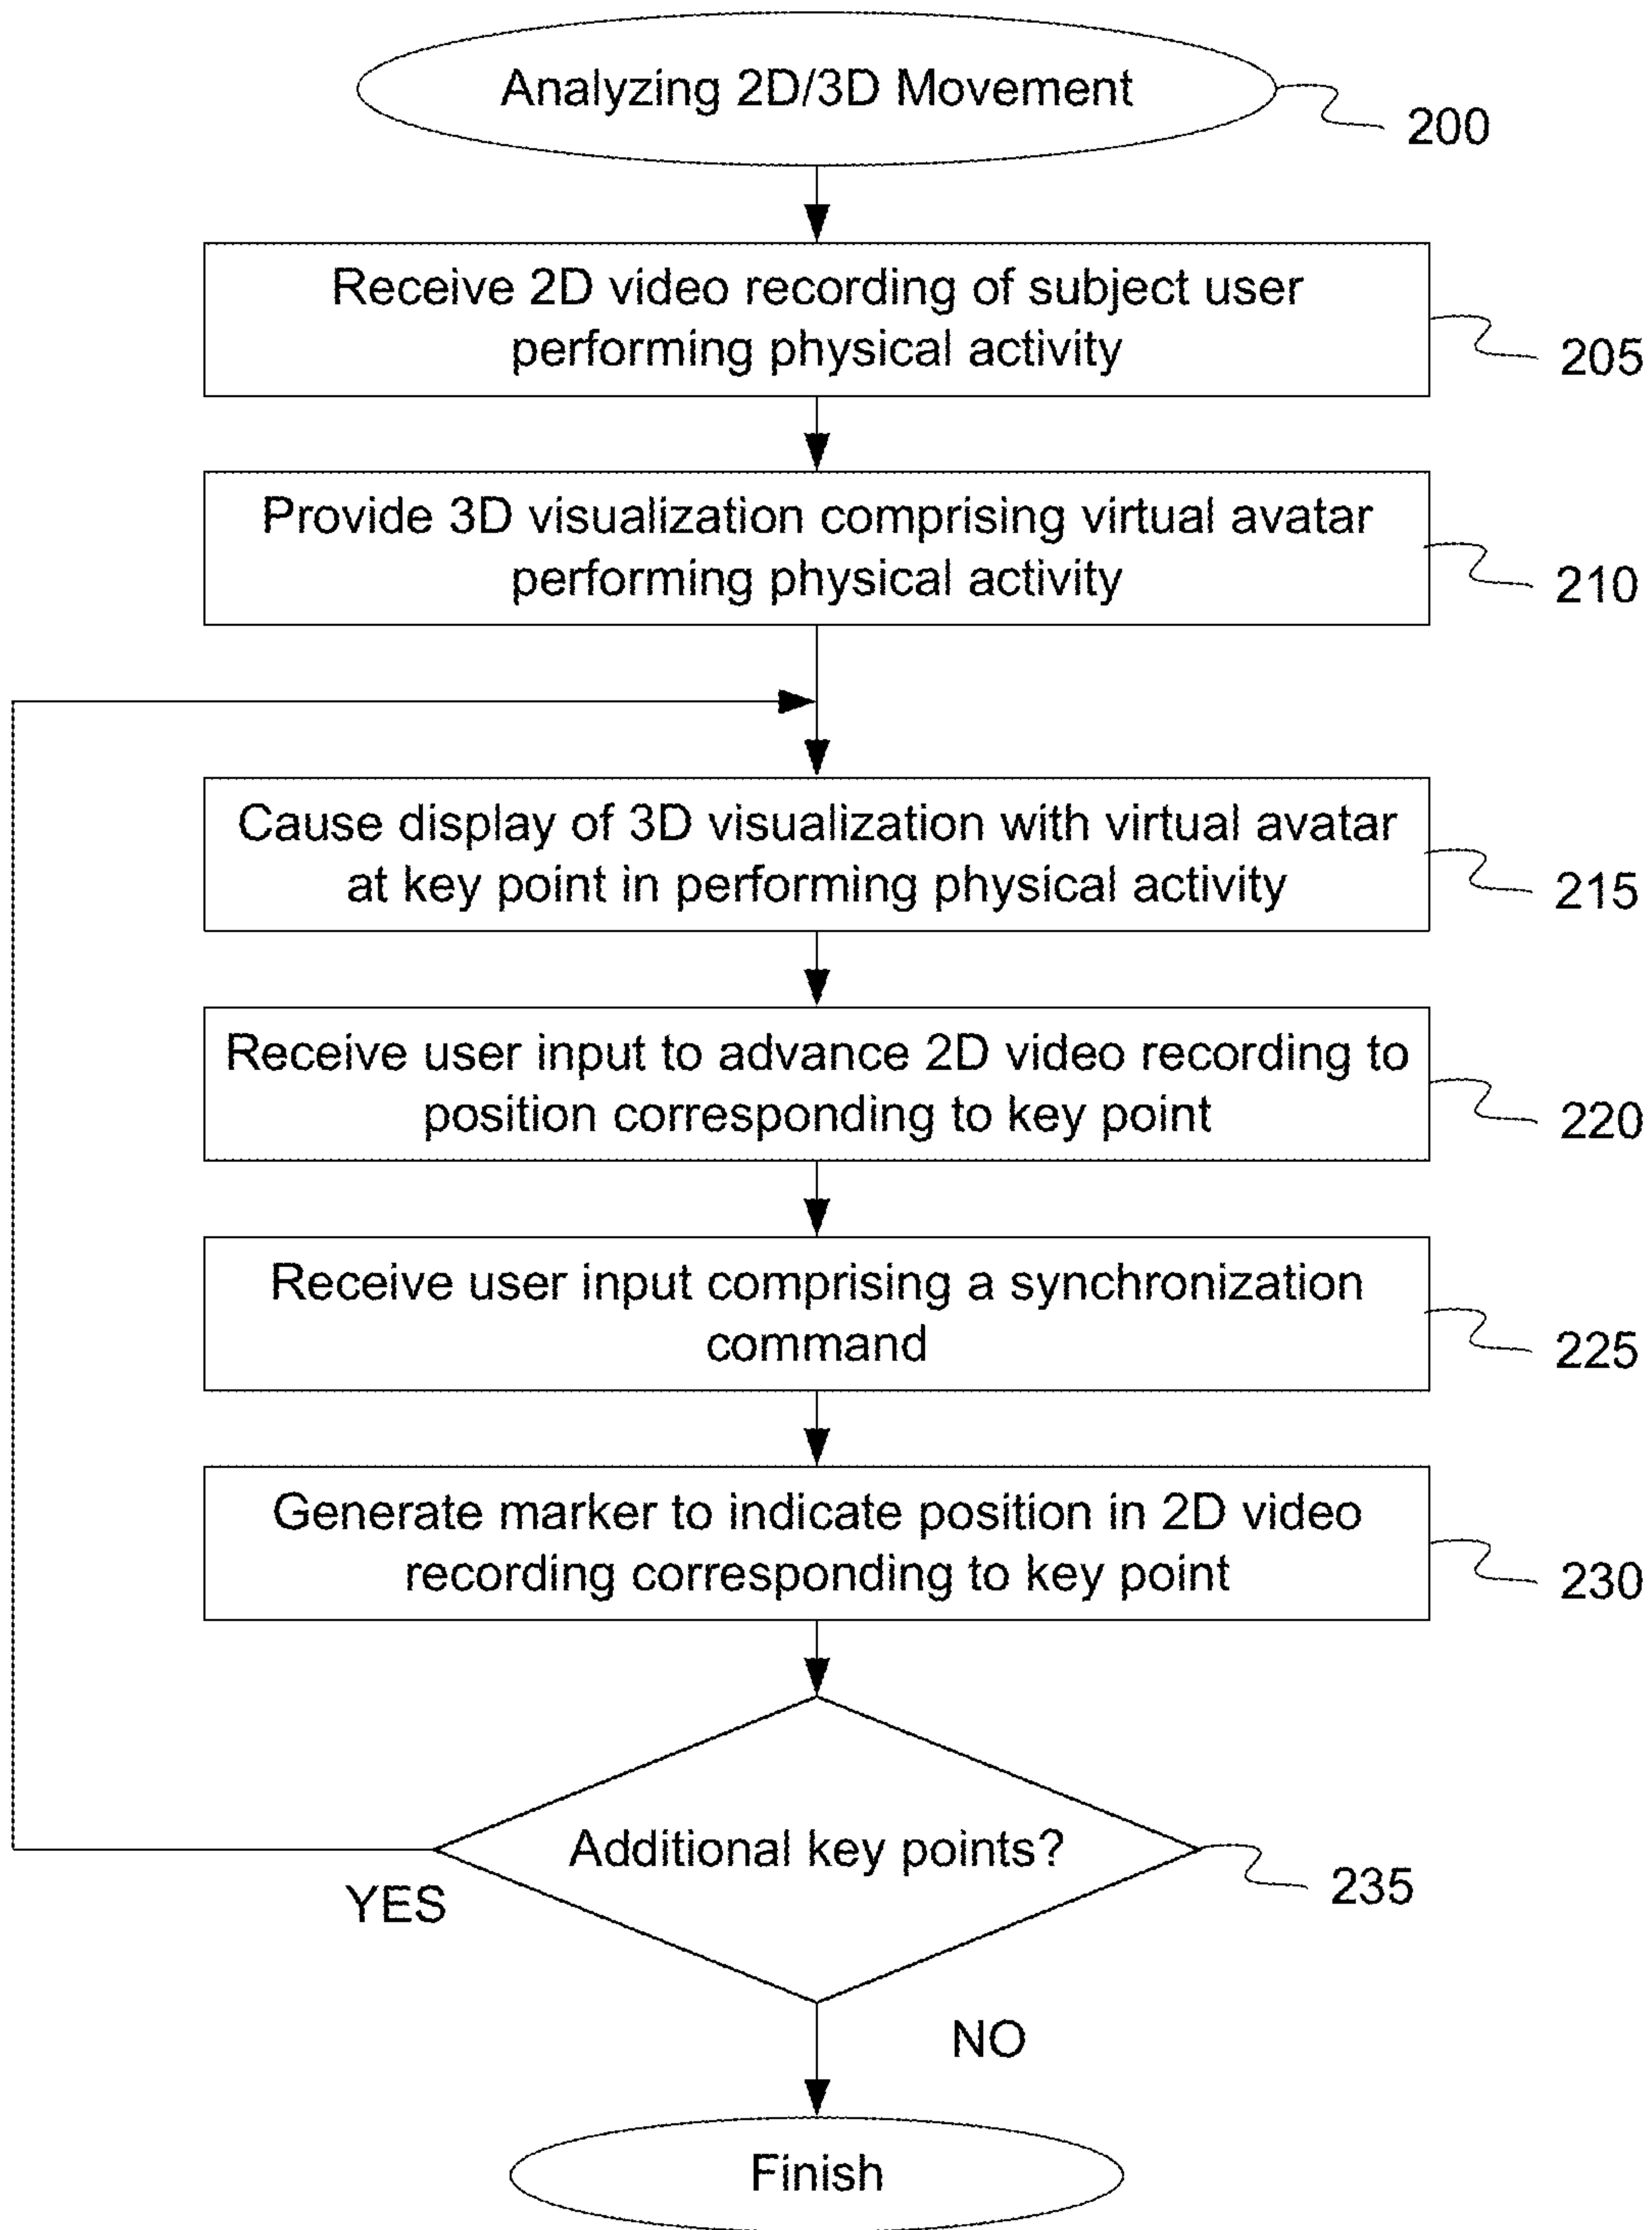 Analyzing 2D/3D Movement
200
Receive 2D video recording of subject user
performing physical activity
205
Provide 3D visualization comprising virtual avatar
performing physical activity
210
Cause display of 3D visualization with virtual avatar
at key point in performing physical activity
215
Receive user input to advance 2D video recording to
position corresponding to key point
220
Receive user input comprising a synchronization
command
225
Generate marker to indicate position in 2D video
recording corresponding to key point
230
Additional key points?
235
YES
NO
Finish